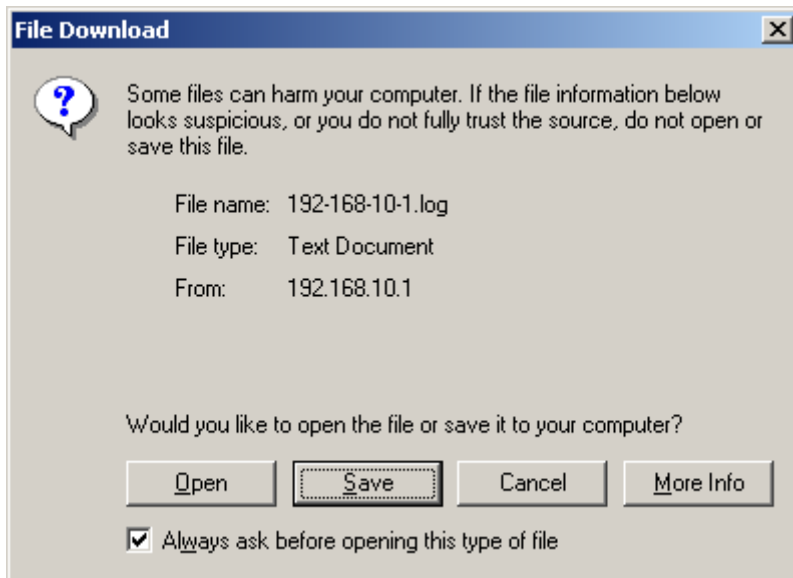 File Download
Some files can harm your computer. If the file information below
looks suspicious, or you do not fully trust the source, do not open or
save this file.
File name: 192-168-10-1.log
File type: Text Document
From: 192.168.10.1
Would you like to open the file or save it to your computer?
Open Save Cancel More Info
Always ask before opening this type of file